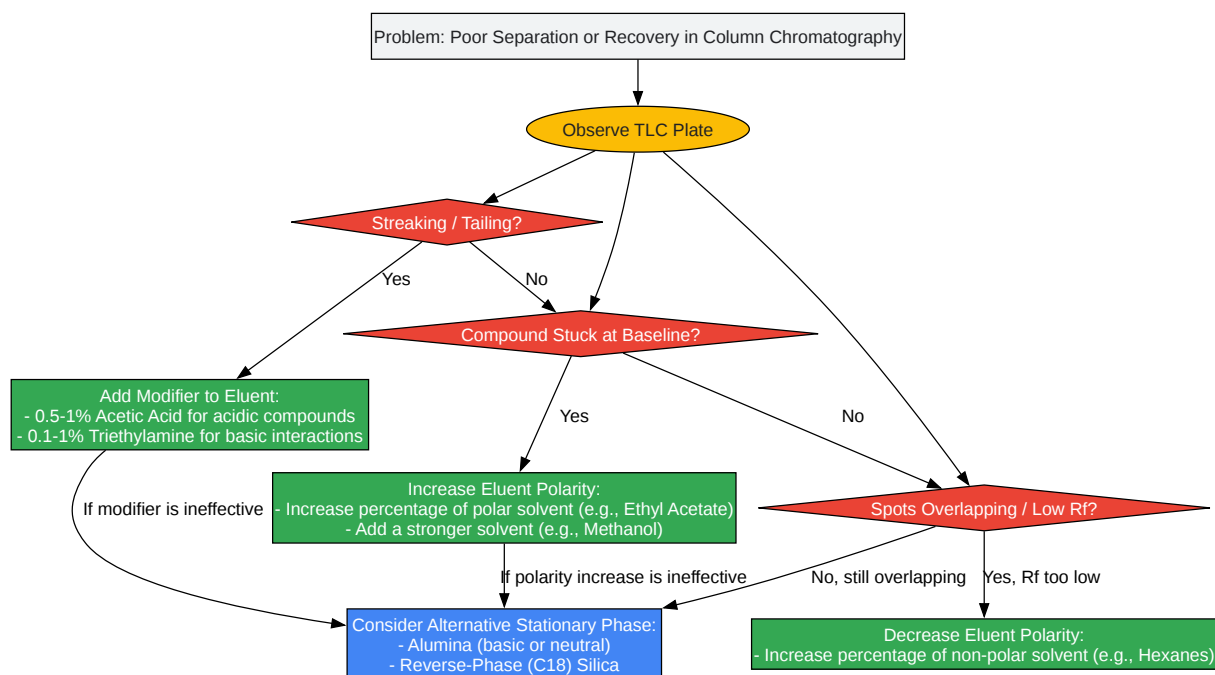 Problem: Poor Separation or Recovery in Column Chromatography
Observe TLC Plate
Streaking / Tailing?
Yes
No
Compound Stuck at Baseline?
Add Modifier to Eluent:
- 0.5-1% Acetic Acid for acidic compounds
- 0.1-1% Triethylamine for basic interactions
Yes
No
If modifier is ineffective
Increase Eluent Polarity:
- Increase percentage of polar solvent (e.g., Ethyl Acetate)
- Add a stronger solvent (e.g., Methanol)
Spots Overlapping / Low Rf?
If polarity increase is ineffective
No, still overlapping
Yes, Rf too low
Consider Alternative Stationary Phase:
- Alumina (basic or neutral)
- Reverse-Phase (C18) Silica
Decrease Eluent Polarity:
- Increase percentage of non-polar solvent (e.g., Hexanes)